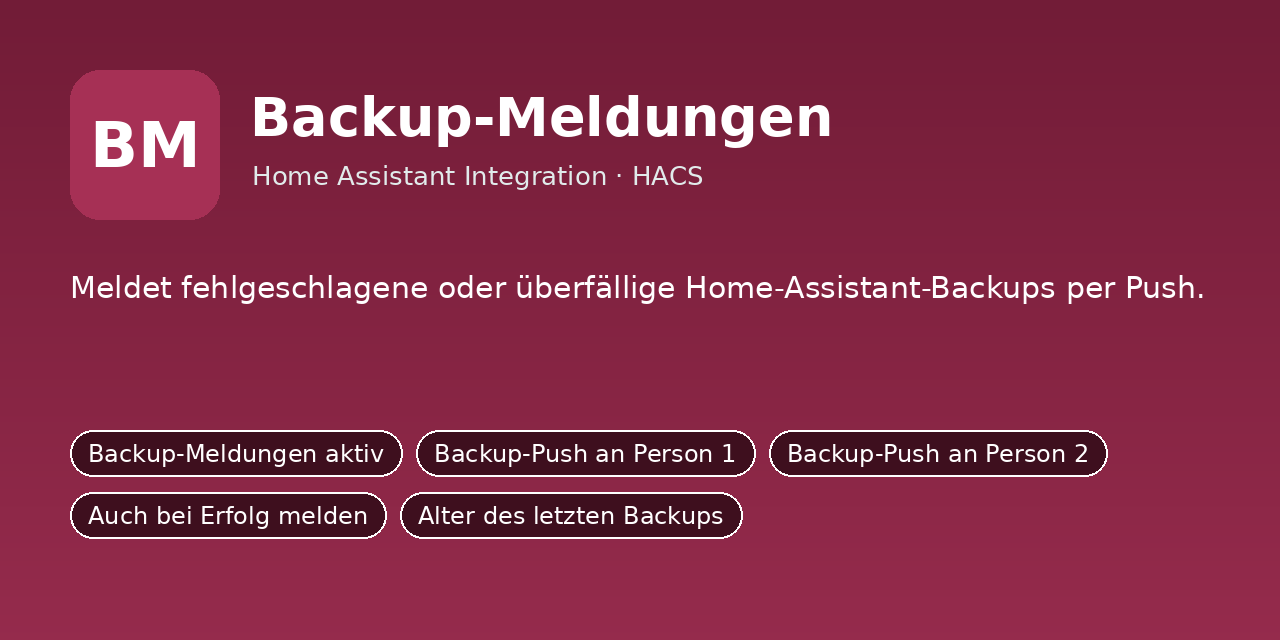 BM
Backup-Meldungen
Home Assistant Integration · HACS
Meldet fehlgeschlagene oder überfällige Home-Assistant-Backups per Push.
Backup-Meldungen aktiv
Backup-Push an Person 1
Backup-Push an Person 2
Auch bei Erfolg melden
Alter des letzten Backups